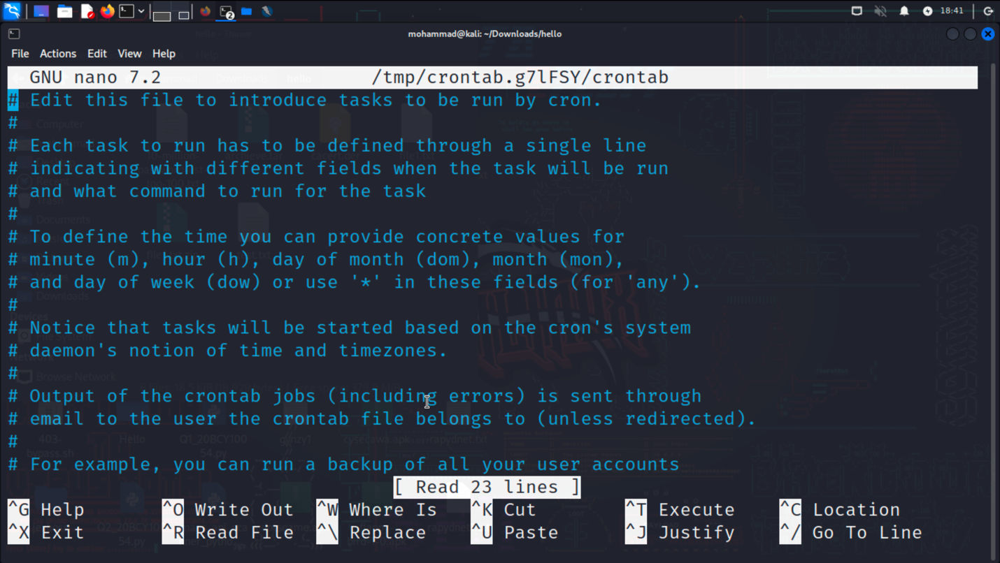 2
18:41
mohammad@kali: ~/Downloads/hello
File Actions Edit View Help
GNU nano 7.2 /tmp/crontab.g7lFSY/crontab
# Edit this file to introduce tasks to be run by cron.
#
# Each task to run has to be defined through a single line
# indicating with different fields when the task will be run
# and what command to run for the task
#
# To define the time you can provide concrete values for
# minute (m), hour (h), day of month (dom), month (mon),
# and day of week (dow) or use '*' in these fields (for 'any').
#
# Notice that tasks will be started based on the cron's system
# daemon's notion of time and timezones.
#
# Output of the crontab jobs (including errors) is sent through
# email to the user the crontab file belongs to (unless redirected).
#
# For example, you can run a backup of all your user accounts
[ Read 23 lines ]
^G Help ^O Write Out ^W Where Is ^K Cut ^T Execute ^C Location
^X Exit ^R Read File ^\ Replace ^U Paste ^J Justify ^/ Go To Line